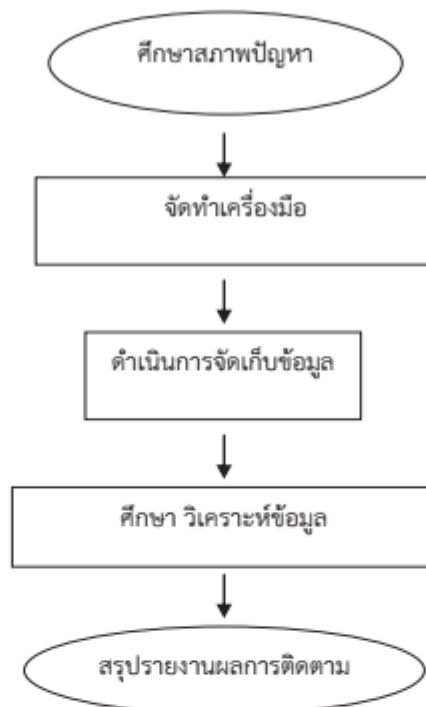 ศึกษาสภาพปัญหา
จัดทำเครื่องมือ
ดำเนินการจัดเก็บข้อมูล
ศึกษา วิเคราะห์ข้อมูล
สรุปรายงานผลการติดตาม